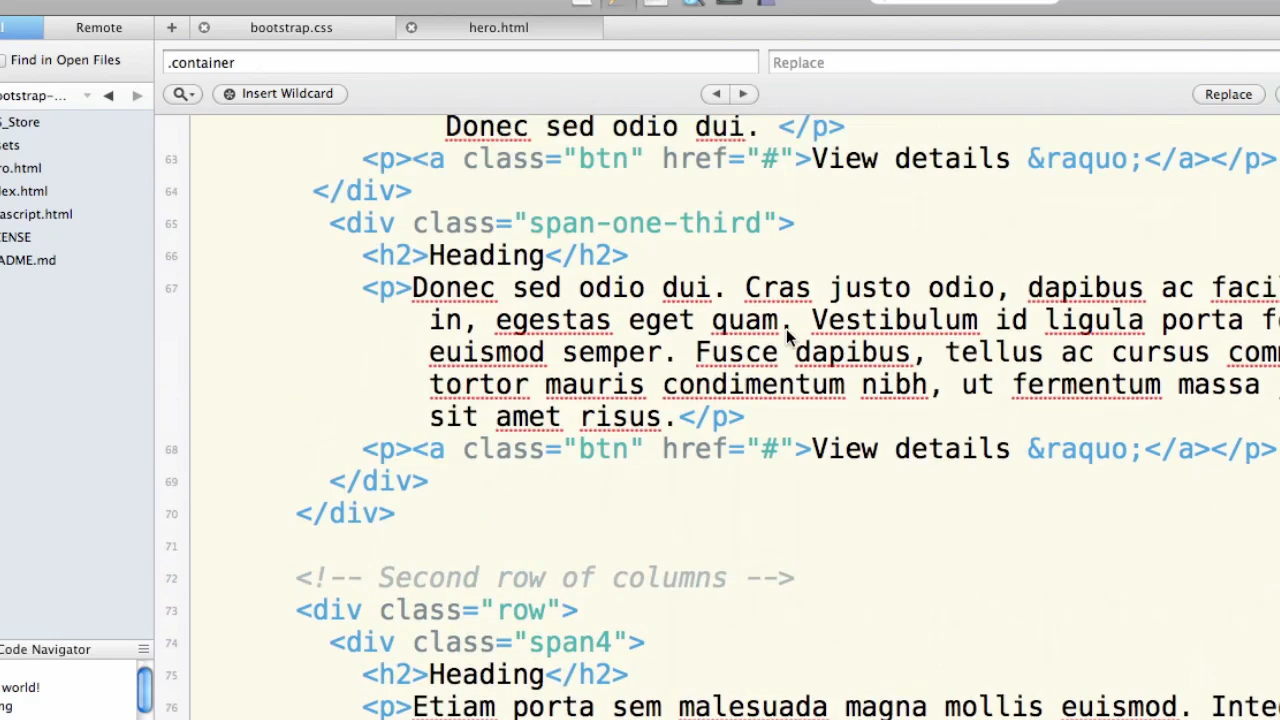 Remote
bootstrap.css
hero.html
Find in Open Files
.container
Replace
ootstrap-...
Insert Wildcard
Replace
S_Store
sets
ro.html
lex.html
ascript.html
ENSE
ADME.md
Code Navigator
world!
ng
Donec sed odio dui. </p>
63 <p><a class="btn" href="#">View details &raquo;</a></p>
64 </div>
65 <div class="span-one-third">
66 <h2>Heading</h2>
67 <p>Donec sed odio dui. Cras justo odio, dapibus ac faci
in, egestas eget quam. Vestibulum id ligula porta fe
euismod semper. Fusce dapibus, tellus ac cursus com
tortor mauris condimentum nibh, ut fermentum massa
sit amet risus.</p>
68 <p><a class="btn" href="#">View details &raquo;</a></p>
69 </div>
70 </div>
71
72 <!-- Second row of columns -->
73 <div class="row">
74 <div class="span4">
75 <h2>Heading</h2>
76 <p>Etiam porta sem malesuada magna mollis euismod. Inte